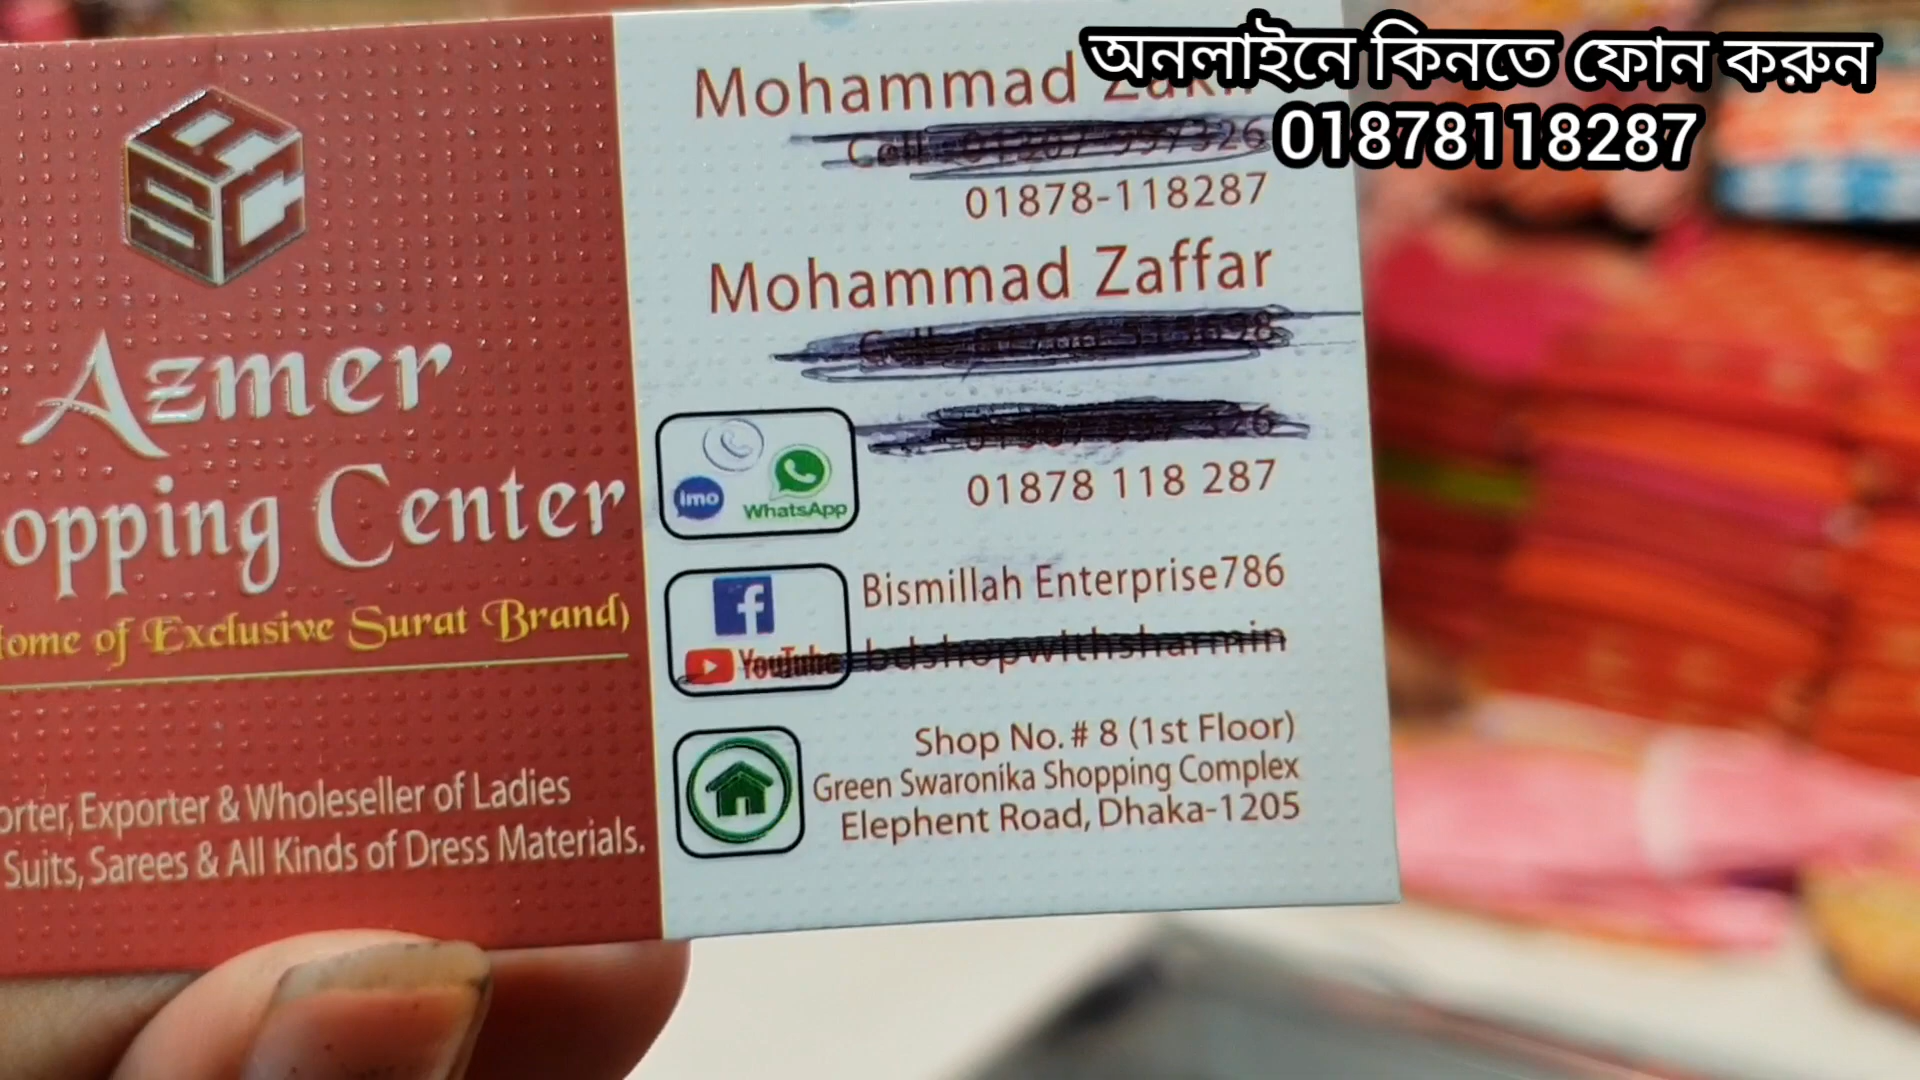 অনলাইনে কিনতে ফোন করুন
01878118287
Azmer
opping Center
ome of Exclusive Surat Brand)
orter, Exporter & Wholeseller of Ladies
Suits, Sarees & All Kinds of Dress Materials.
Mohammad
01878-118287
Mohammad Zaffar
imo
WhatsApp
01878 118 287
Bismillah Enterprise786
YouTube bdshopwithsharmin
Shop No. # 8 (1st Floor)
Green Swaronika Shopping Complex
Elephent Road, Dhaka-1205